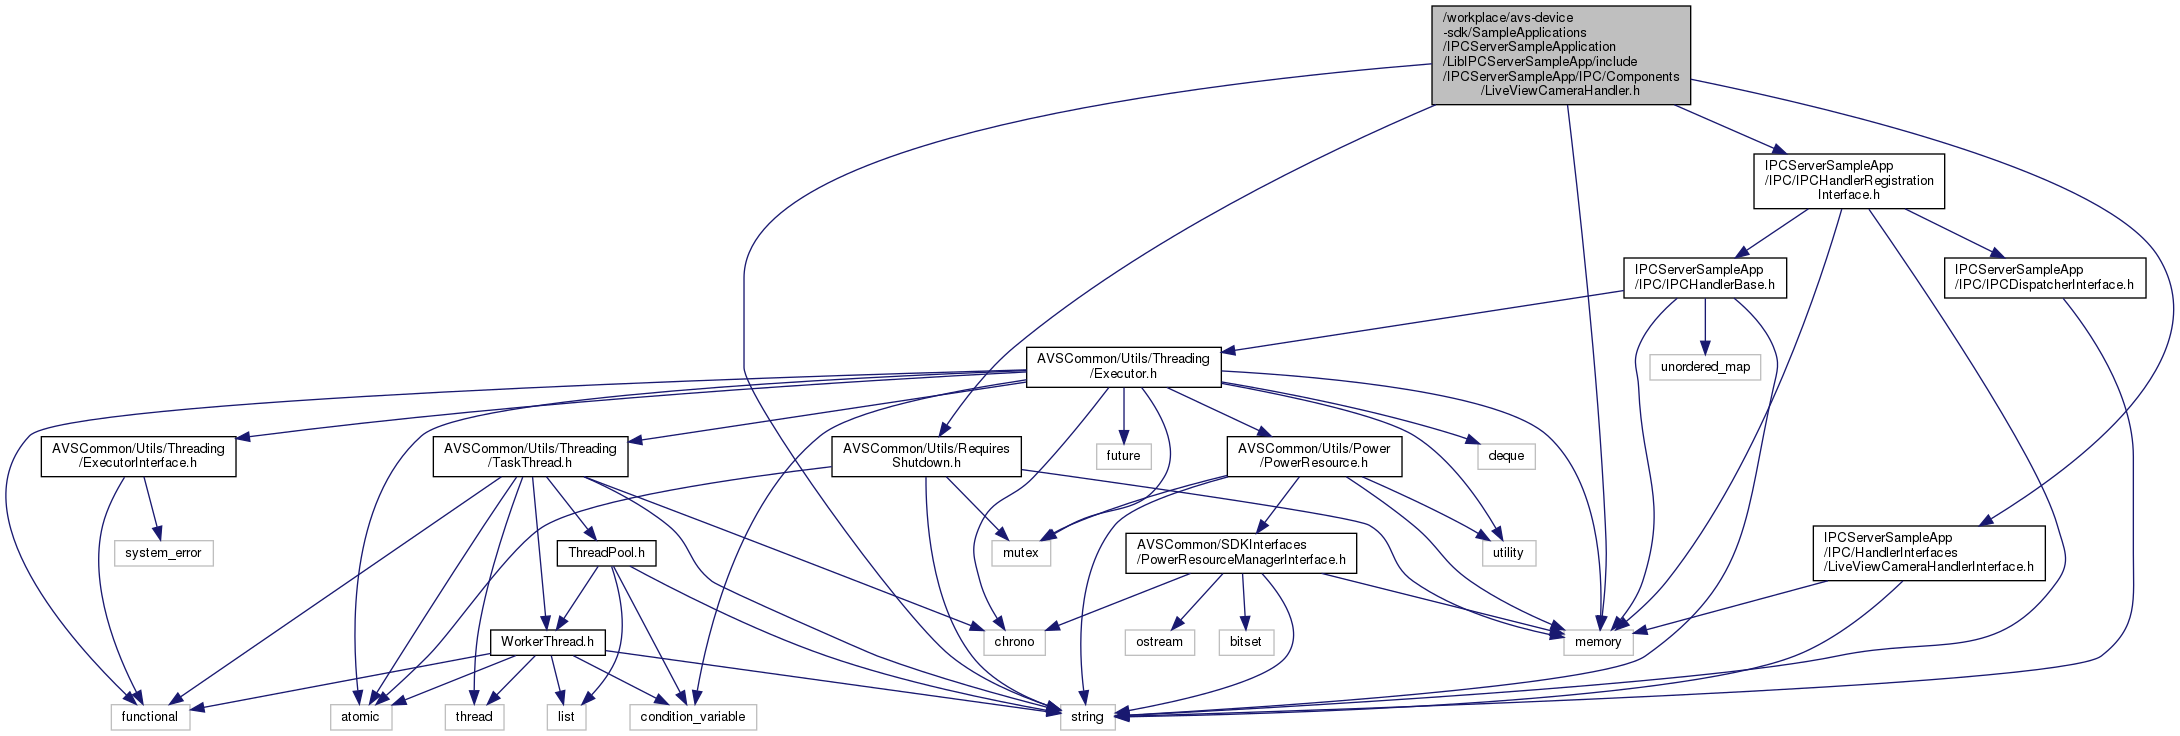 /workplace/avs-device
-sdk/SampleApplications
/IPCServerSampleApplication
/LibIPCServerSampleApp/include
/IPCServerSampleApp/IPC/Components
/LiveViewCameraHandler.h
IPCServerSampleApp
/IPC/IPCHandlerRegistration
Interface.h
IPCServerSampleApp
/IPC/IPCHandlerBase.h
IPCServerSampleApp
/IPC/IPCDispatcherInterface.h
AVSCommon/Utils/Threading
/Executor.h
unordered_map
AVSCommon/Utils/Threading
/ExecutorInterface.h
AVSCommon/Utils/Threading
/TaskThread.h
AVSCommon/Utils/Requires
Shutdown.h
future
AVSCommon/Utils/Power
/PowerResource.h
deque
system_error
ThreadPool.h
mutex
AVSCommon/SDKInterfaces
/PowerResourceManagerInterface.h
utility
IPCServerSampleApp
/IPC/HandlerInterfaces
/LiveViewCameraHandlerInterface.h
WorkerThread.h
chrono
ostream
bitset
memory
functional
atomic
thread
list
condition_variable
string